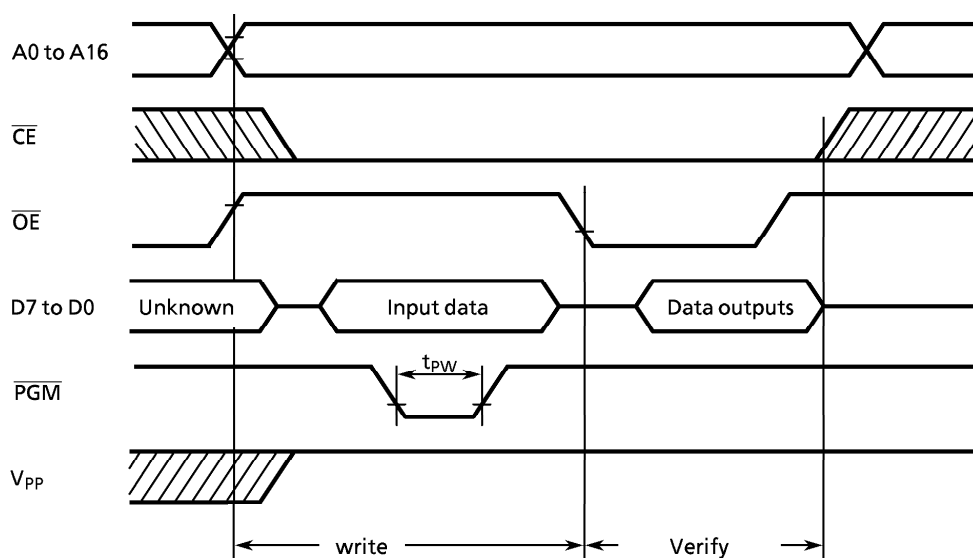 A0 to A16
CE
OE
D7 to D0 Unknown Input data Data outputs
tPW
PGM
VPP
write Verify